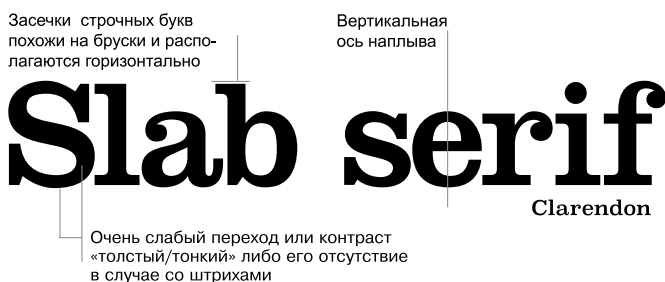 Засечки строчных букв
похожи на бруски и распо-
лагаются горизонтально
Вертикальная
ось наплыва
Slab serif
Clarendon
Очень слабый переход или контраст
«толстый/тонкий» либо его отсутствие
в случае со штрихами